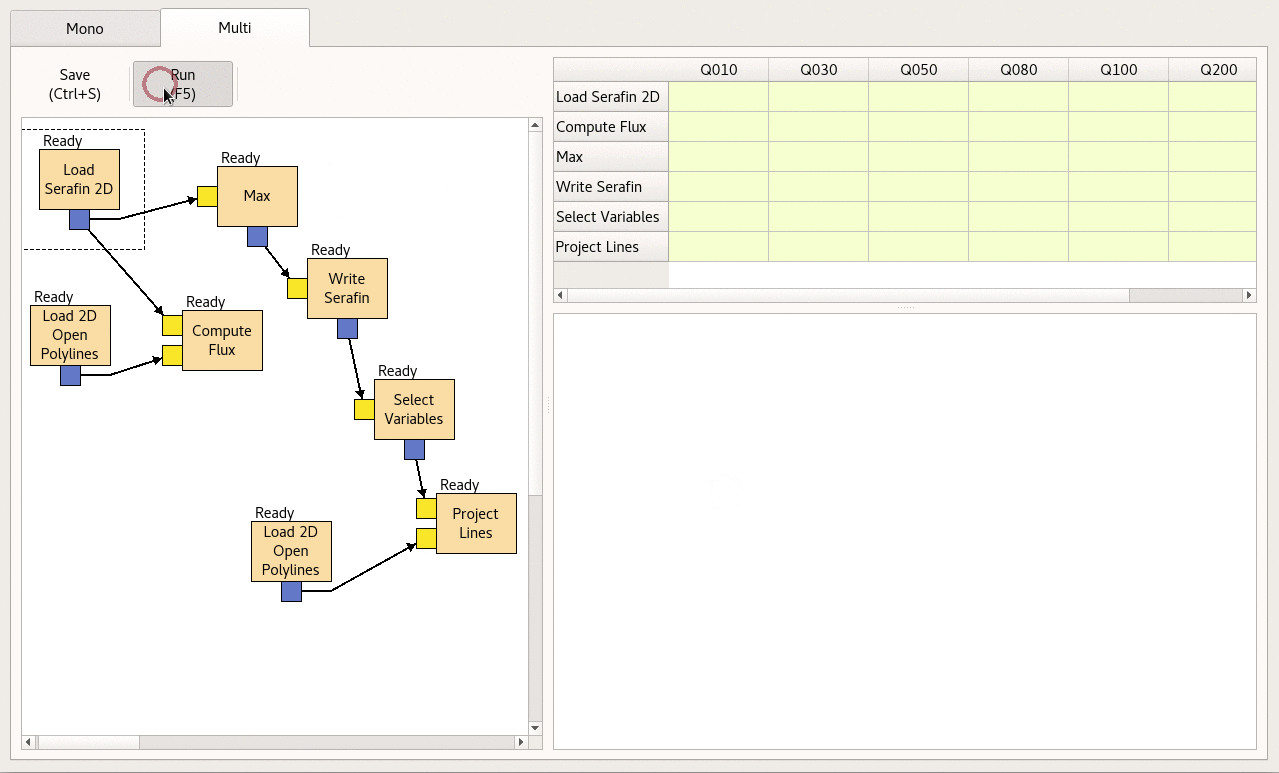 Mono
Multi
Save
(Ctrl+S)
Run
(F5)
Ready
Load
Serafin 2D
Ready
Max
Ready
Write
Serafin
Ready
Load 2D
Open
Polylines
Ready
Compute
Flux
Ready
Select
Variables
Ready
Project
Lines
Ready
Load 2D
Open
Polylines
Q010 Q030 Q050 Q080 Q100 Q200
Load Serafin 2D
Compute Flux
Max
Write Serafin
Select Variables
Project Lines